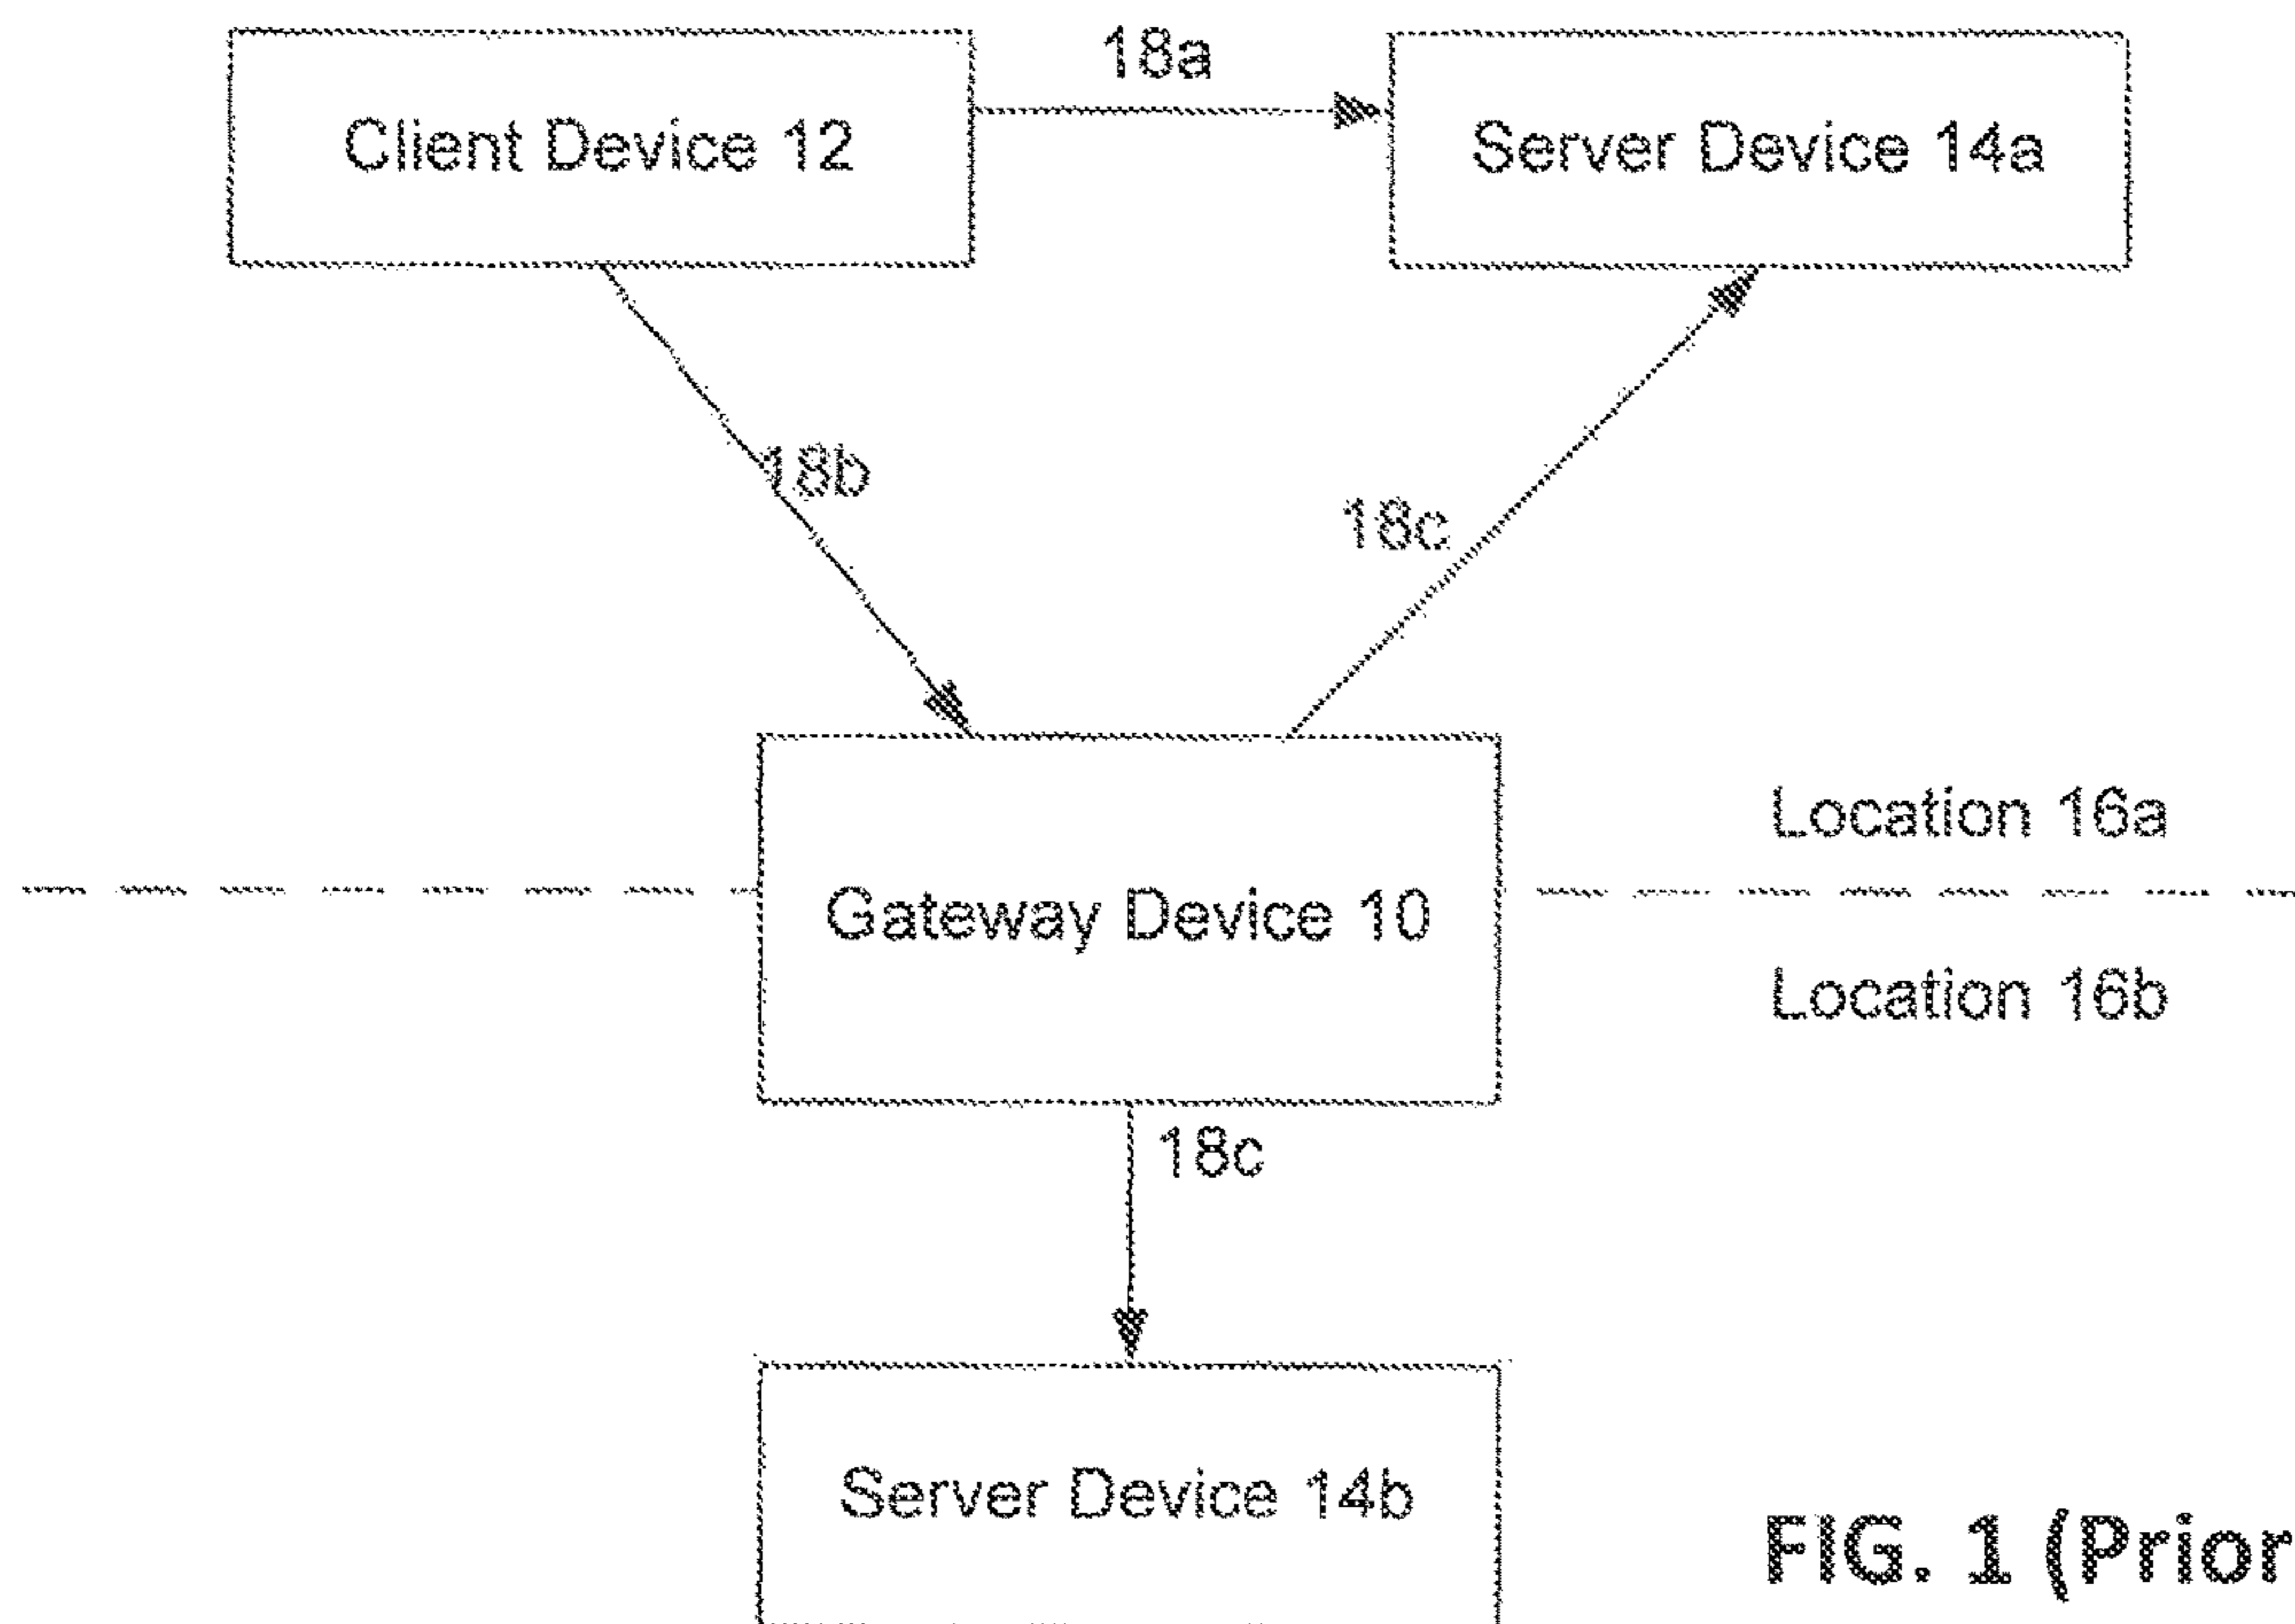 18a
Client Device 12
Server Device 14a
18b
18c
Location 16a
Gateway Device 10
Location 16b
18c
Server Device 14b
FIG. 1 (Prior